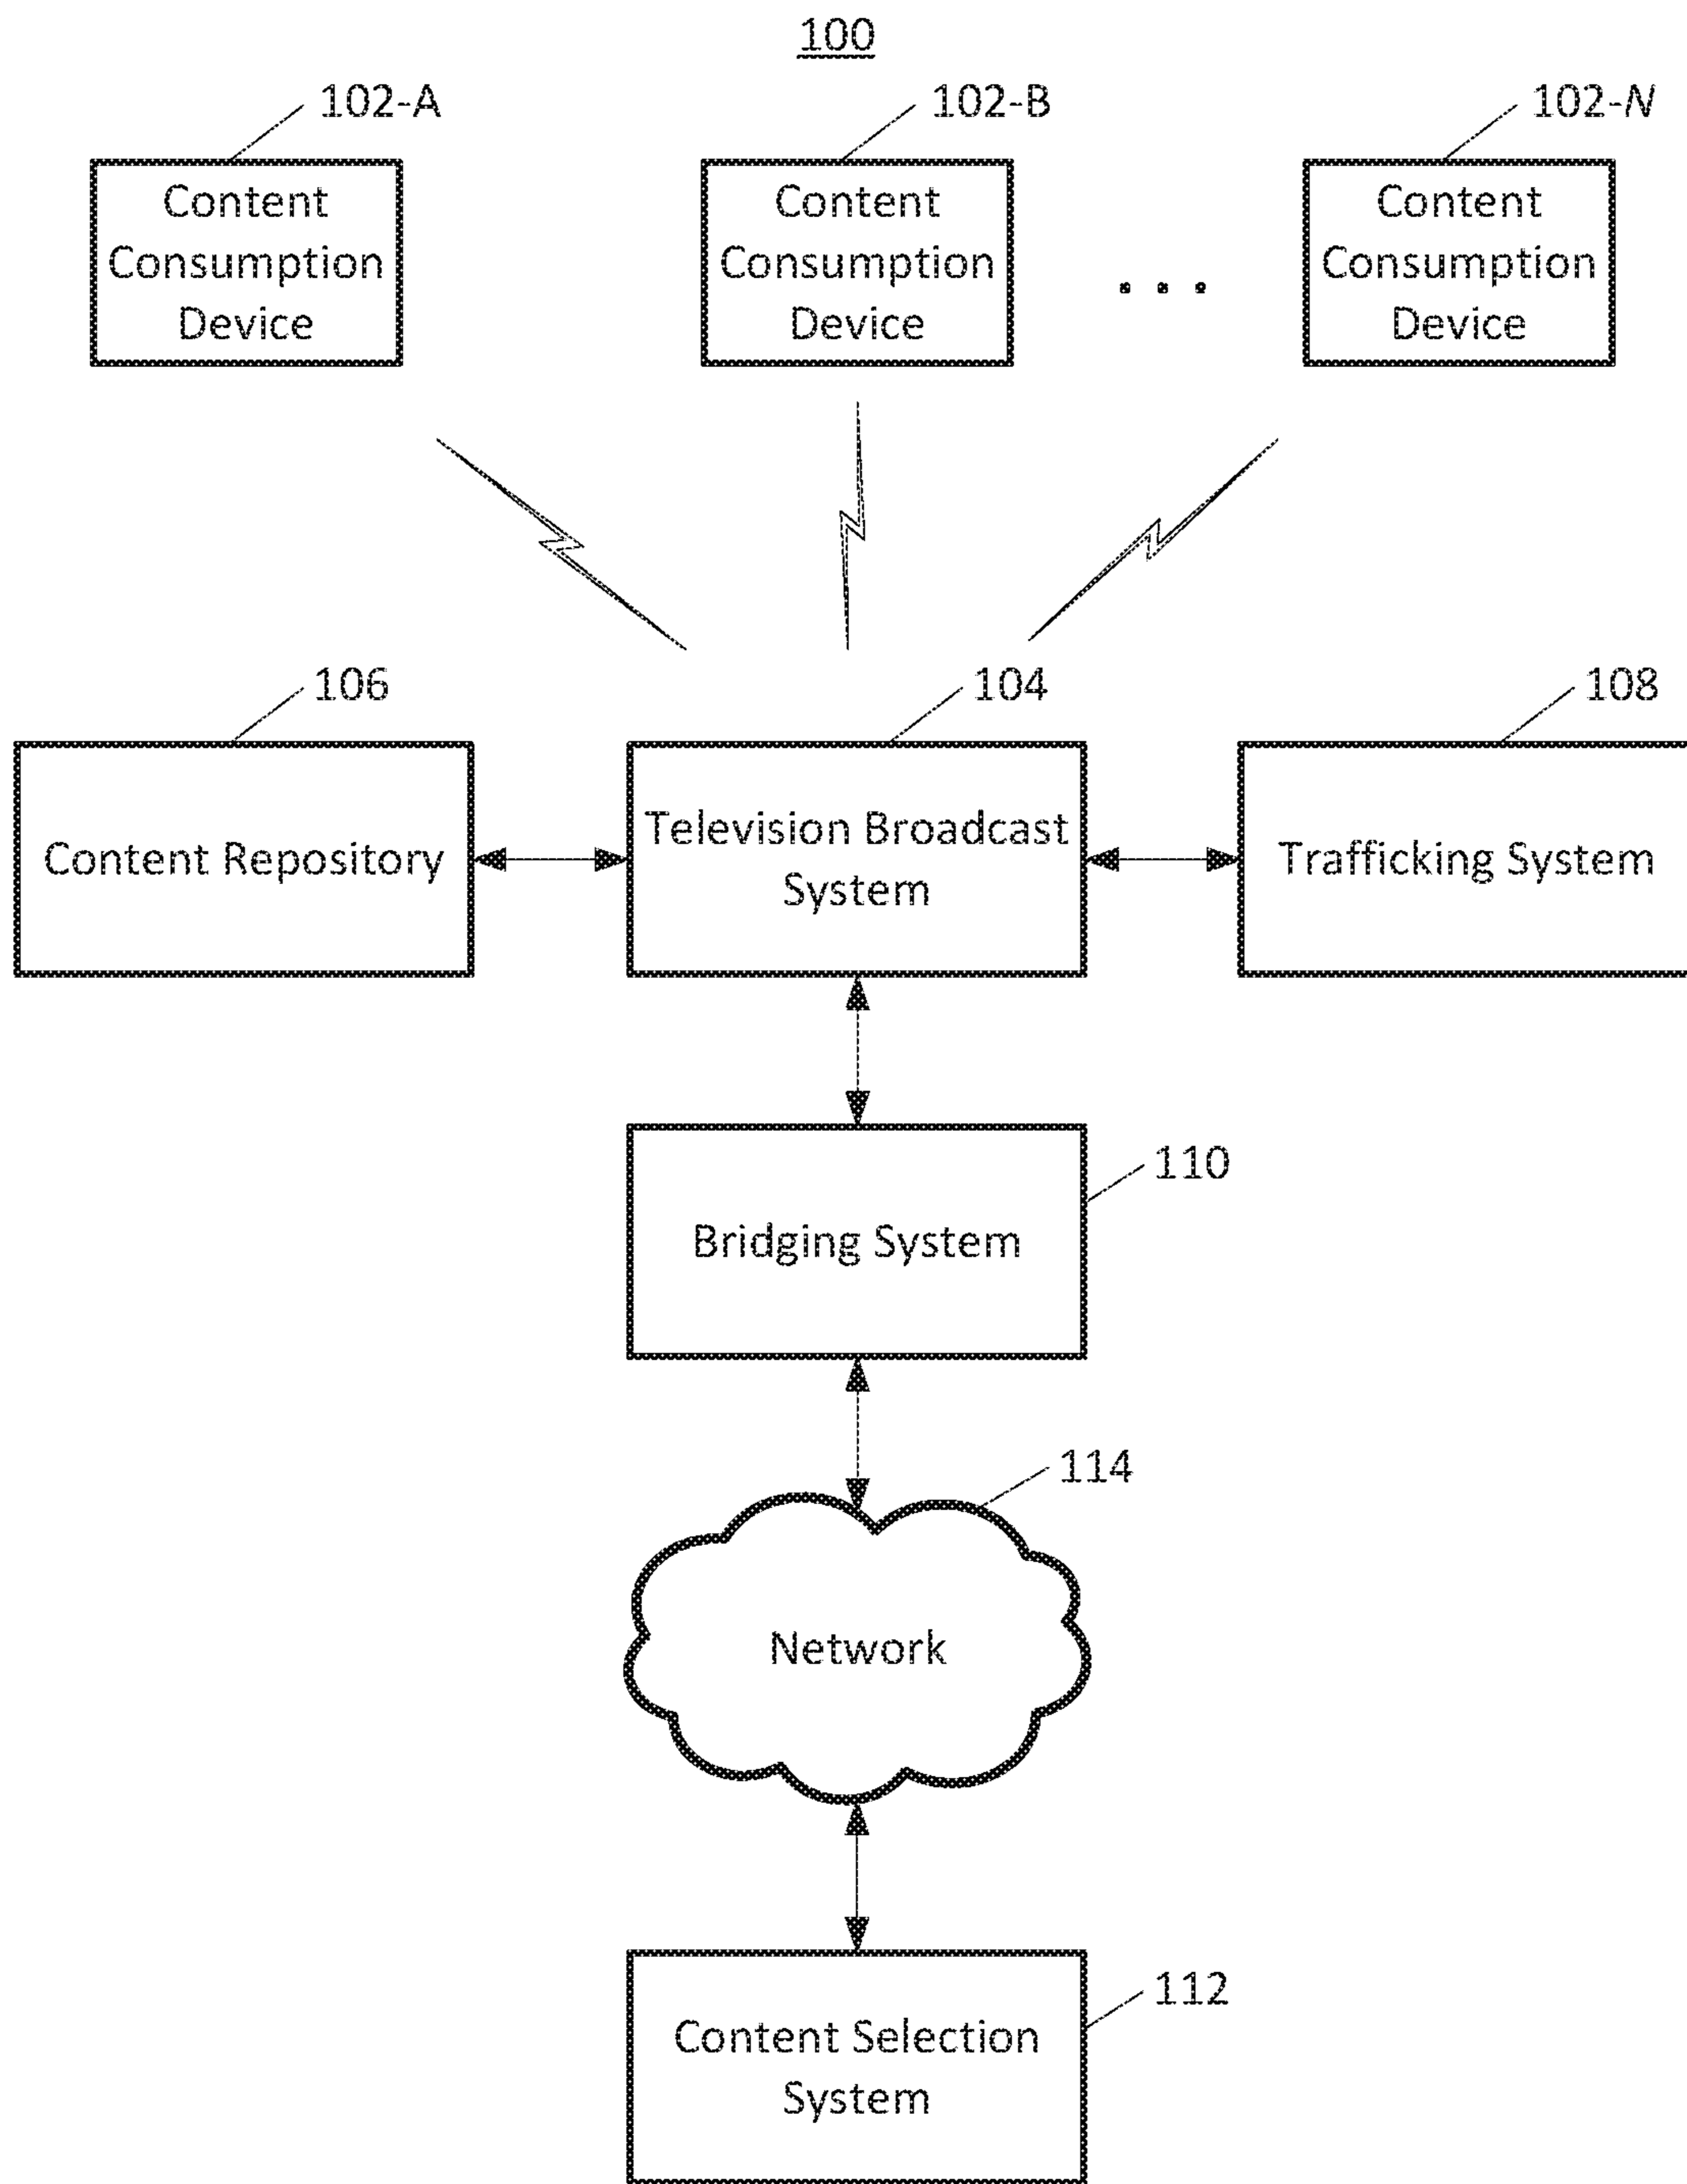 100
102-A
102-B
102-N
Content
Consumption
Device
Content
Consumption
Device
. . .
Content
Consumption
Device
106
104
108
Content Repository
Television Broadcast
System
Trafficking System
110
Bridging System
114
Network
112
Content Selection
System